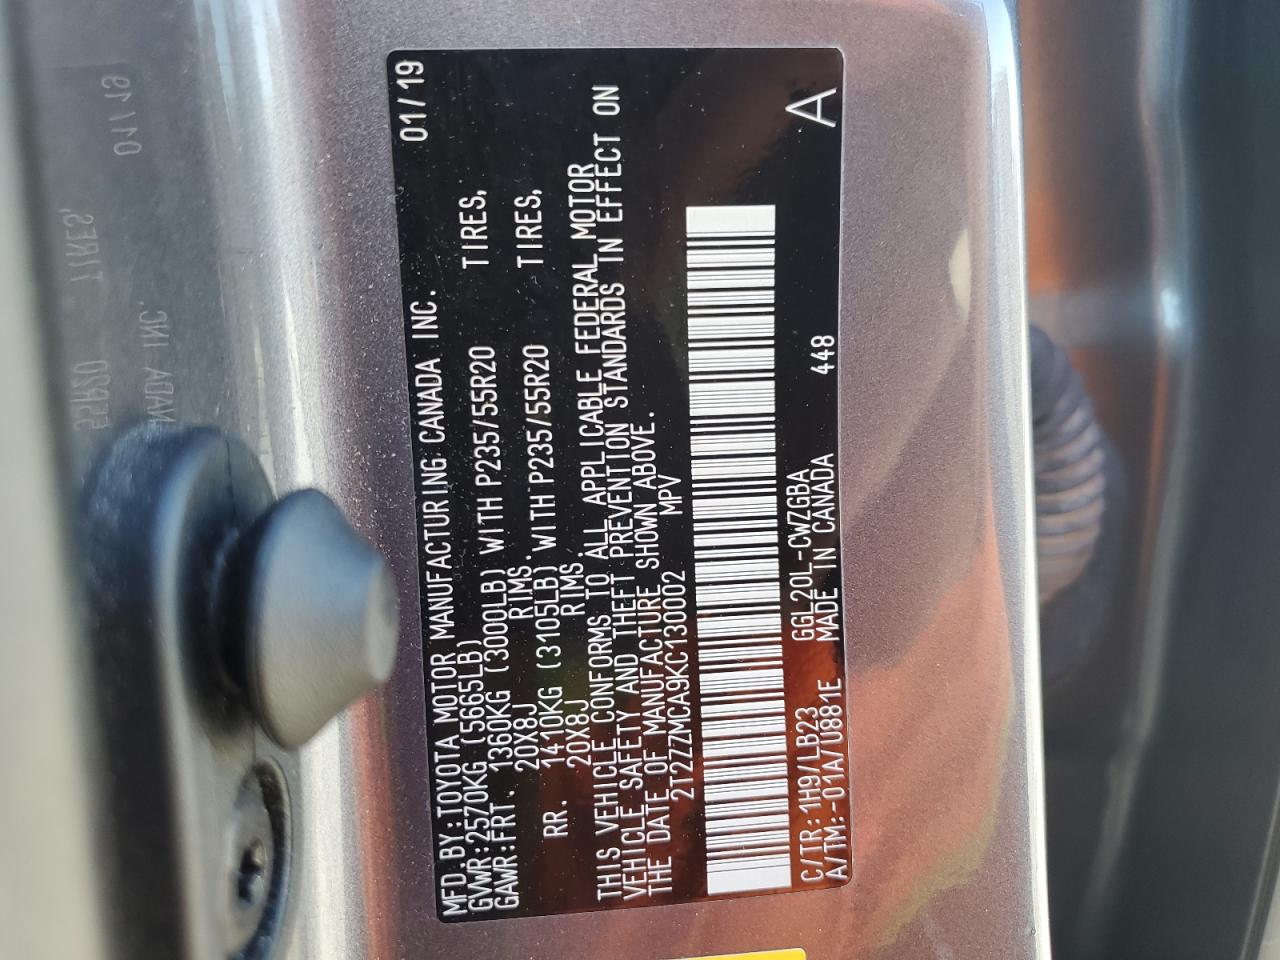 MFD.BY:TOYOTA MOTOR MANUFACTURING CANADA INC. 01/19
GVWR:2570KG (5665LB)
GAWR:FRT. 1360KG (3000LB) WITH P235/55R20 TIRES,
20X8J RIMS.
RR. 1410KG (3105LB) WITH P235/55R20 TIRES,
20X8J RIMS.
THIS VEHICLE CONFORMS TO ALL APPLICABLE FEDERAL MOTOR
VEHICLE SAFETY AND THEFT PREVENTION STANDARDS IN EFFECT ON
THE DATE OF MANUFACTURE SHOWN ABOVE.
2T2ZZMCA9KC130002 MPV
C/TR:1H9/LB23 GGL20L-CWZGBA
A/TM:-01A/U881E MADE IN CANADA 448
A